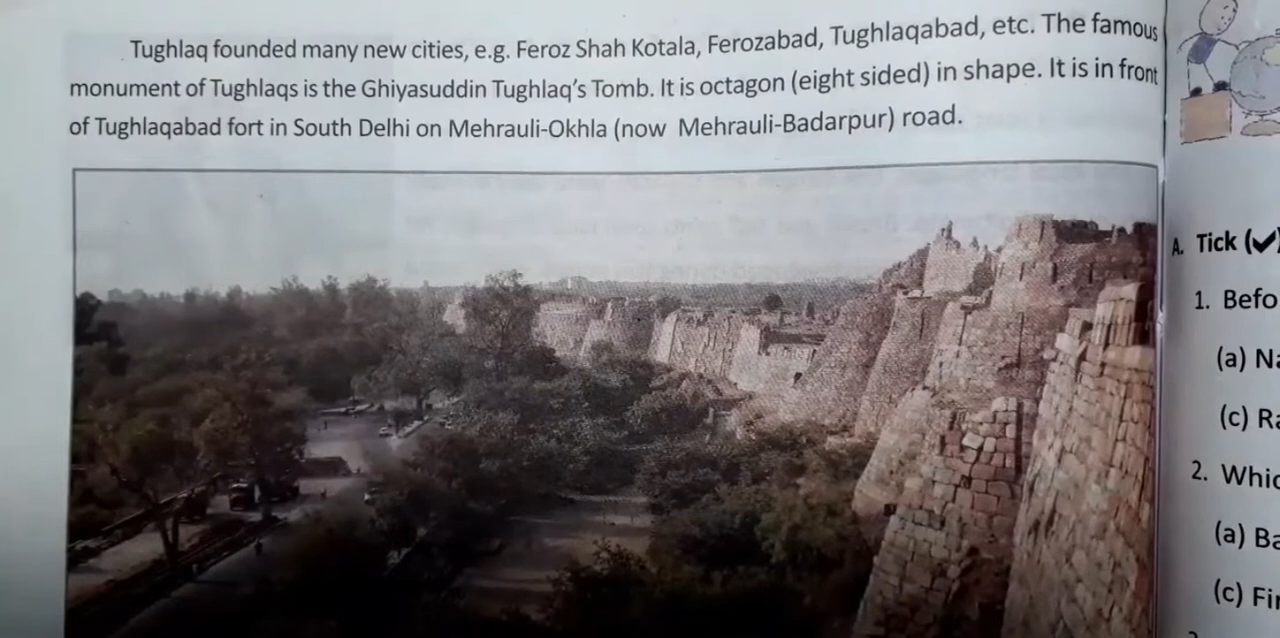 Tughlaq founded many new cities, e.g. Feroz Shah Kotala, Ferozabad, Tughlaqabad, etc. The famous
monument of Tughlaqs is the Ghiyasuddin Tughlaq's Tomb. It is octagon (eight sided) in shape. It is in front
of Tughlaqabad fort in South Delhi on Mehrauli-Okhla (now Mehrauli-Badarpur) road.
A. Tick (✔)
1. Befo
(a) Na
(c) Ra
2. Whic
(a) Ba
(c) Fir